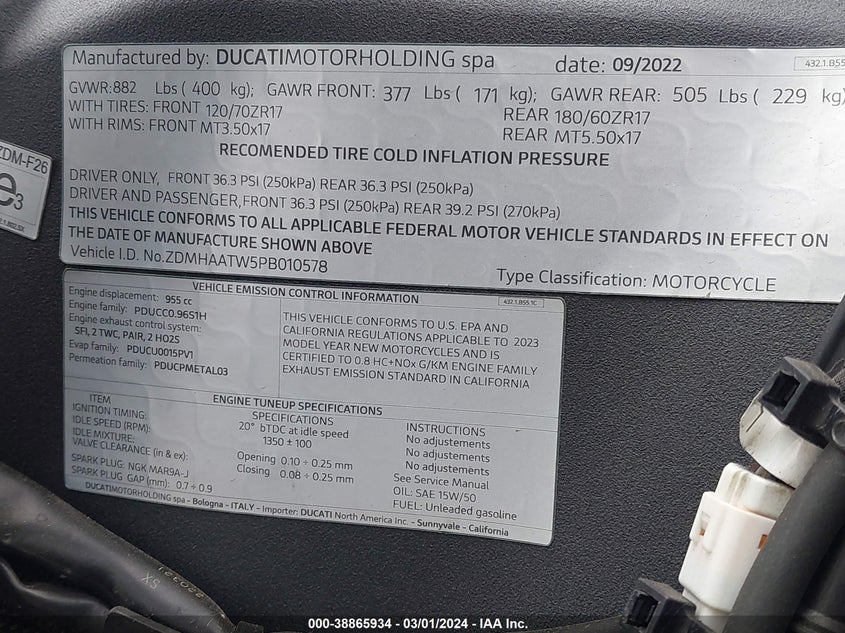 Manufactured by: DUCATIMOTORHOLDING spa date: 09/2022 432.1.B55.
GVWR:882 Lbs ( 400 kg); GAWR FRONT: 377 Lbs ( 171 kg); GAWR REAR: 505 Lbs ( 229 kg)
WITH TIRES: FRONT 120/70ZR17 REAR 180/60ZR17
WITH RIMS: FRONT MT3.50x17 REAR MT5.50x17
RECOMENDED TIRE COLD INFLATION PRESSURE
DRIVER ONLY, FRONT 36.3 PSI (250kPa) REAR 36.3 PSI (250kPa)
DRIVER AND PASSENGER,FRONT 36.3 PSI (250kPa) REAR 39.2 PSI (270kPa)
THIS VEHICLE CONFORMS TO ALL APPLICABLE FEDERAL MOTOR VEHICLE STANDARDS IN EFFECT ON
THE DATE OF MANUFACTURE SHOWN ABOVE
Vehicle I.D. No.ZDMHAATW5PB010578
Type Classification: MOTORCYCLE
ZDM-F26
e3
VEHICLE EMISSION CONTROL INFORMATION 432.1.B55.1C
Engine displacement: 955 cc
Engine family: PDUCC0.96S1H
Engine exhaust control system:
SFI, 2 TWC, PAIR, 2 HO2S
Evap family: PDUCU0015PV1
Permeation family: PDUCPMETAL03
THIS VEHICLE CONFORMS TO U.S. EPA AND
CALIFORNIA REGULATIONS APPLICABLE TO 2023
MODEL YEAR NEW MOTORCYCLES AND IS
CERTIFIED TO 0.8 HC+NOx G/KM ENGINE FAMILY
EXHAUST EMISSION STANDARD IN CALIFORNIA
ENGINE TUNEUP SPECIFICATIONS
ITEM SPECIFICATIONS INSTRUCTIONS
IGNITION TIMING: 20° bTDC at idle speed No adjustements
IDLE SPEED (RPM): 1350 ± 100 No adjustements
IDLE MIXTURE: No adjustements
VALVE CLEARANCE (in & ex): Opening 0.10 ÷ 0.25 mm See Service Manual
Closing 0.08 ÷ 0.25 mm
SPARK PLUG: NGK MAR9A-J OIL: SAE 15W/50
SPARK PLUG GAP (mm): 0.7 ÷ 0.9 FUEL: Unleaded gasoline
DUCATIMOTORHOLDING spa - Bologna - ITALY - Importer: DUCATI North America Inc. - Sunnyvale - California
SX
000-38865934 / 03/01/2024 - IAA Inc.